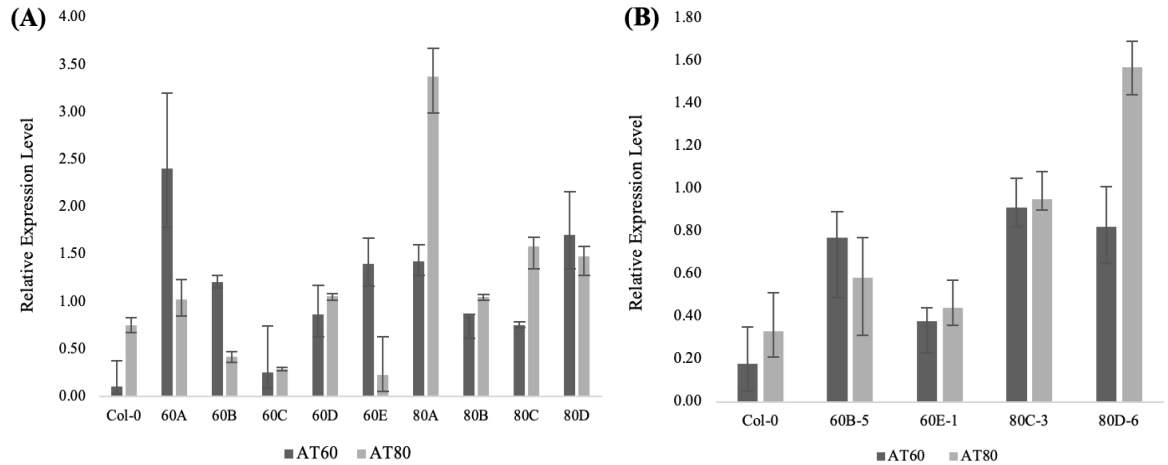 (A)
Relative Expression Level
4.00
3.50
3.00
2.50
2.00
1.50
1.00
0.50
0.00
Col-0 60A 60B 60C 60D 60E 80A 80B 80C 80D
AT60 AT80
(B)
Relative Expression Level
1.80
1.60
1.40
1.20
1.00
0.80
0.60
0.40
0.20
0.00
Col-0 60B-5 60E-1 80C-3 80D-6
AT60 AT80